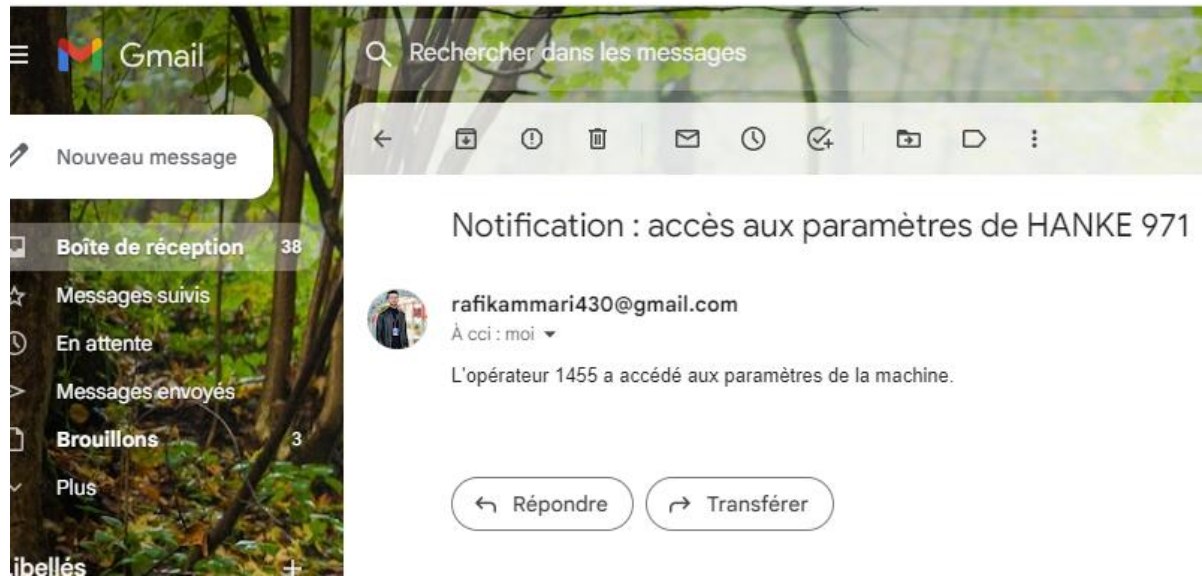 Gmail
Rechercher dans les messages
Nouveau message
Boîte de réception 38
Messages suivis
En attente
Messages envoyés
Brouillons 3
Plus
ibellés
Notification : accès aux paramètres de HANKE 971
rafikammari430@gmail.com
À cci : moi
L'opérateur 1455 a accédé aux paramètres de la machine.
Répondre
Transférer